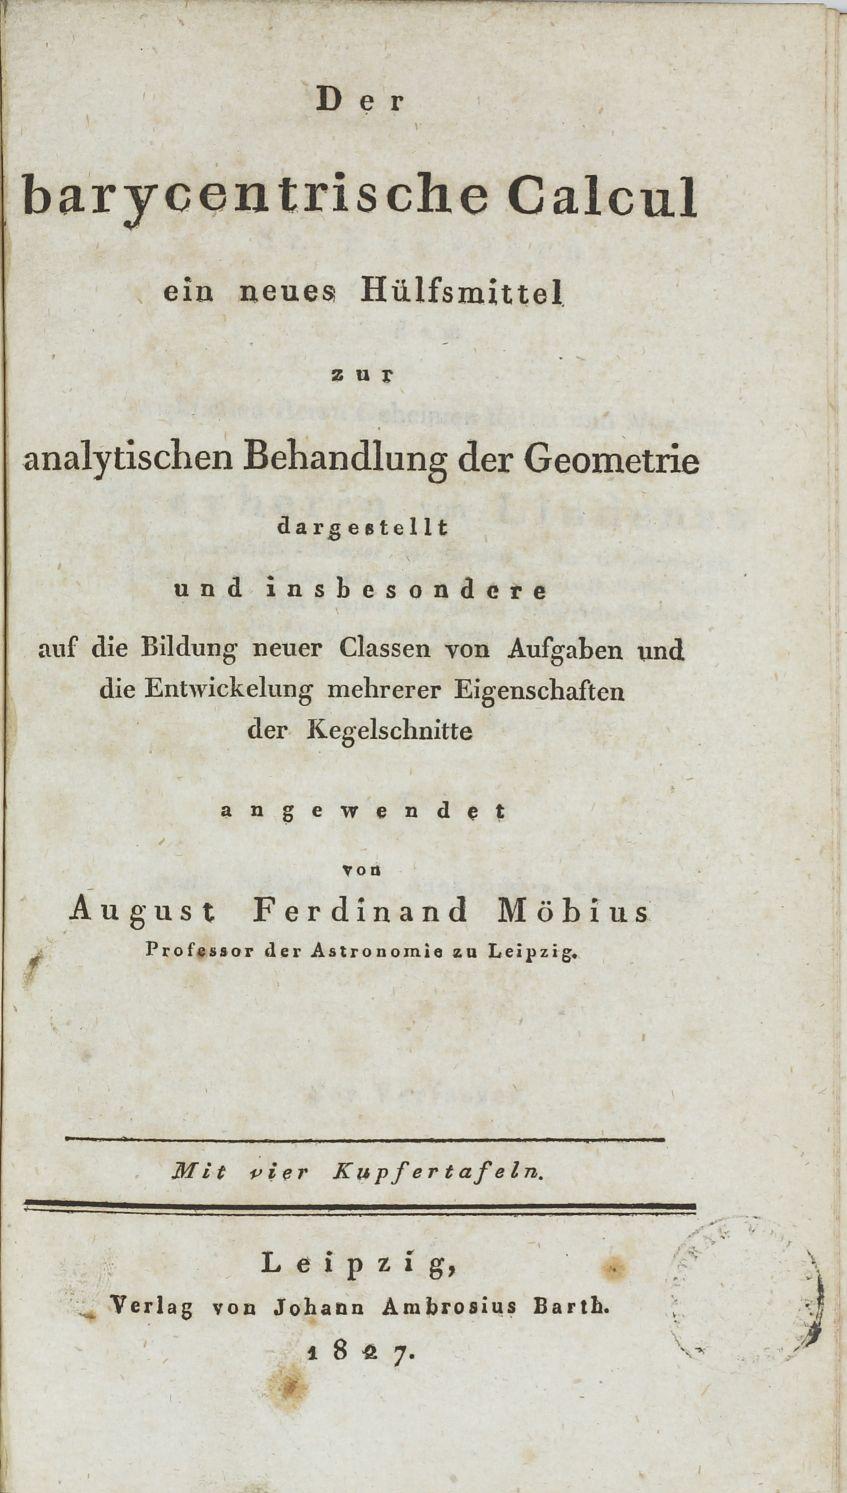 Der
barycentrische Calcul
ein neues Hülfsmittel
zur
analytischen Behandlung der Geometrie
dargestellt
und insbesondere
auf die Bildung neuer Classen von Aufgaben und
die Entwickelung mehrerer Eigenschaften
der Kegelschnitte
angewendet
von
August Ferdinand Möbius
Professor der Astronomie zu Leipzig.
Mit vier Kupfertafeln.
Leipzig,
Verlag von Johann Ambrosius Barth.
1827.